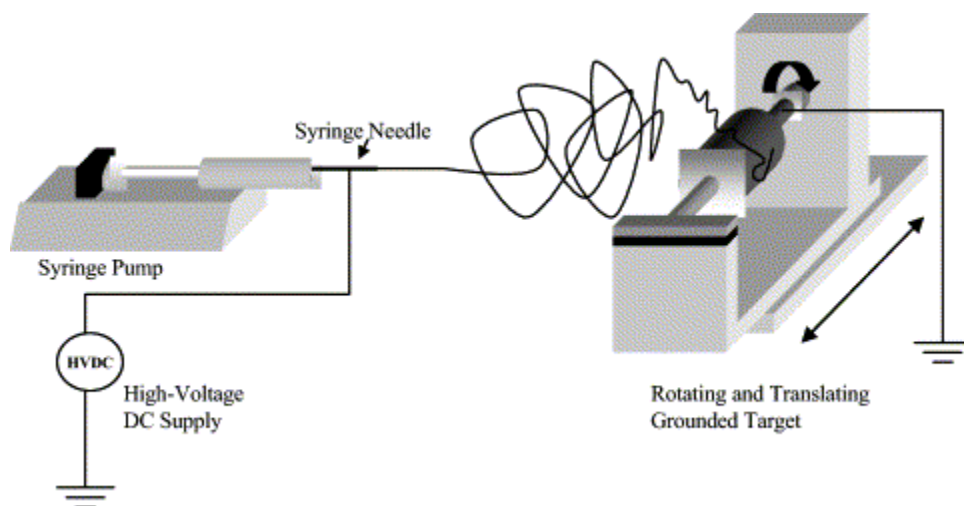 Syringe Needle
Syringe Pump
HVDC
High-Voltage
DC Supply
Rotating and Translating
Grounded Target